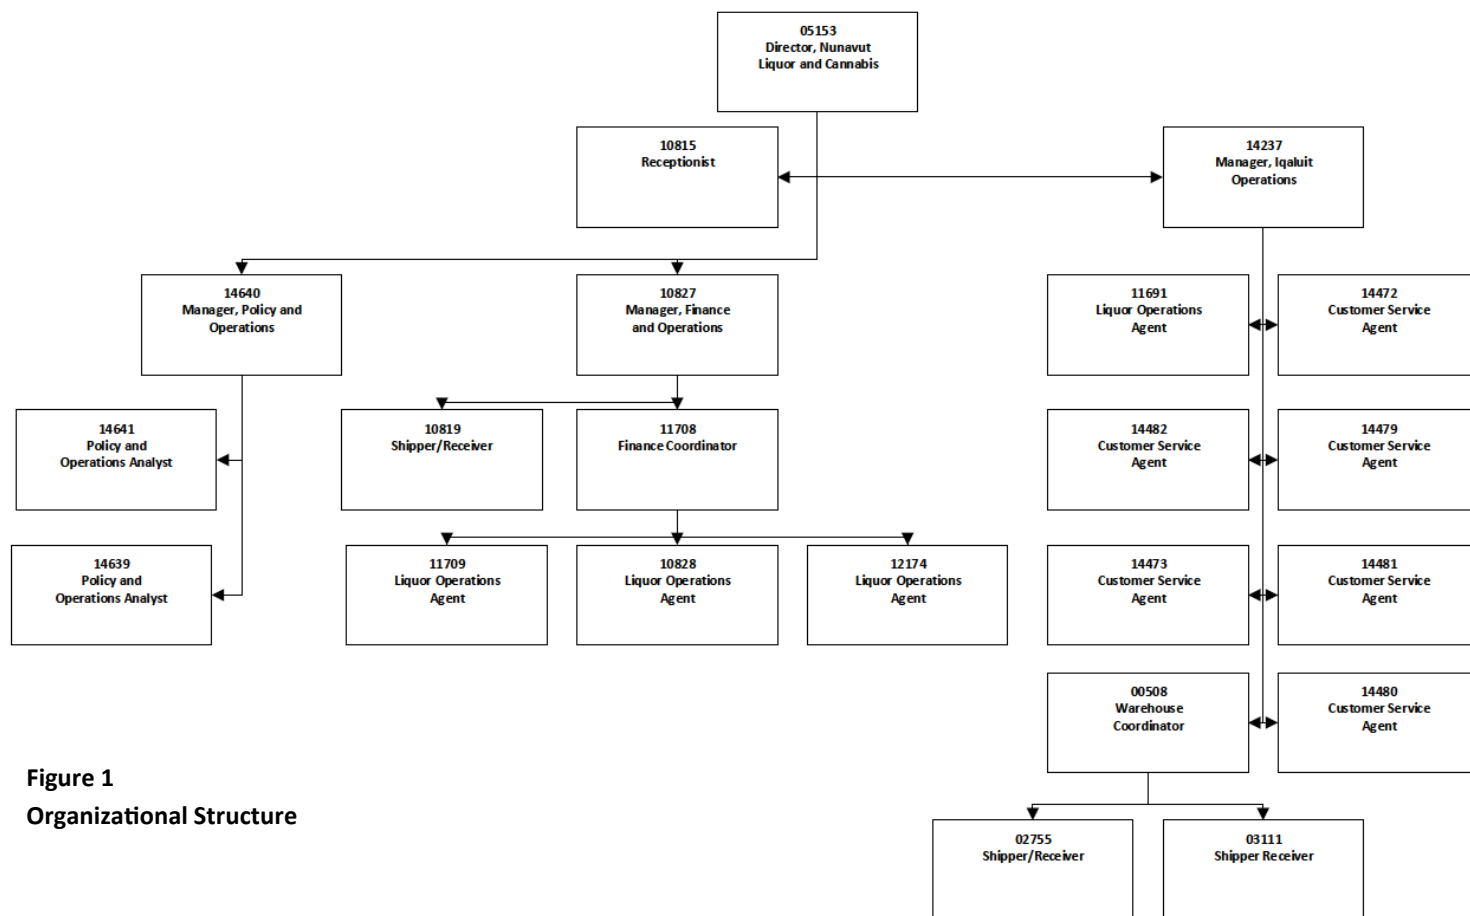 05153
Director, Nunavut
Liquor and Cannabis
10815
Receptionist
14237
Manager, Iqaluit
Operations
14640
Manager, Policy and
Operations
10827
Manager, Finance
and Operations
11691
Liquor Operations
Agent
14472
Customer Service
Agent
14641
Policy and
Operations Analyst
10819
Shipper/Receiver
11708
Finance Coordinator
14482
Customer Service
Agent
14479
Customer Service
Agent
14639
Policy and
Operations Analyst
11709
Liquor Operations
Agent
10828
Liquor Operations
Agent
12174
Liquor Operations
Agent
14473
Customer Service
Agent
14481
Customer Service
Agent
00508
Warehouse
Coordinator
14480
Customer Service
Agent
Figure 1
Organizational Structure
02755
Shipper/Receiver
03111
Shipper Receiver